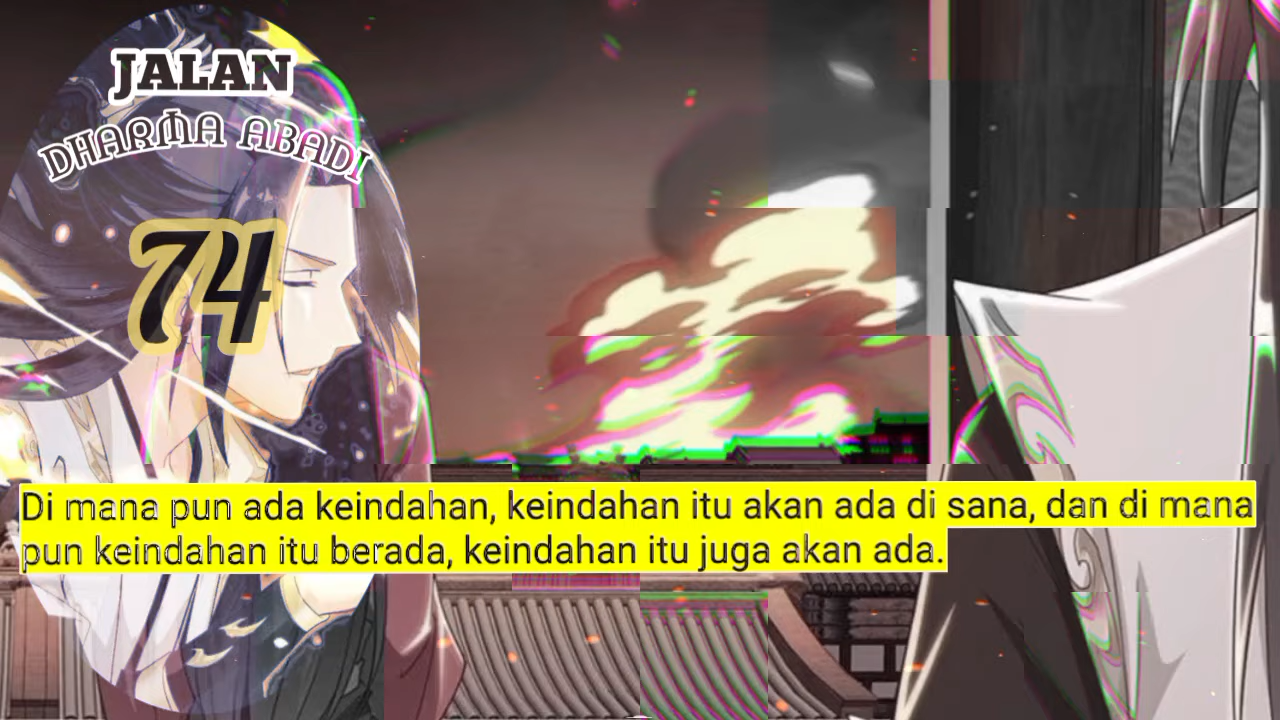 JALAN
DHARMA ABADI
74
Di mana pun ada keindahan, keindahan itu akan ada di sana, dan di mana
pun keindahan itu berada, keindahan itu juga akan ada.